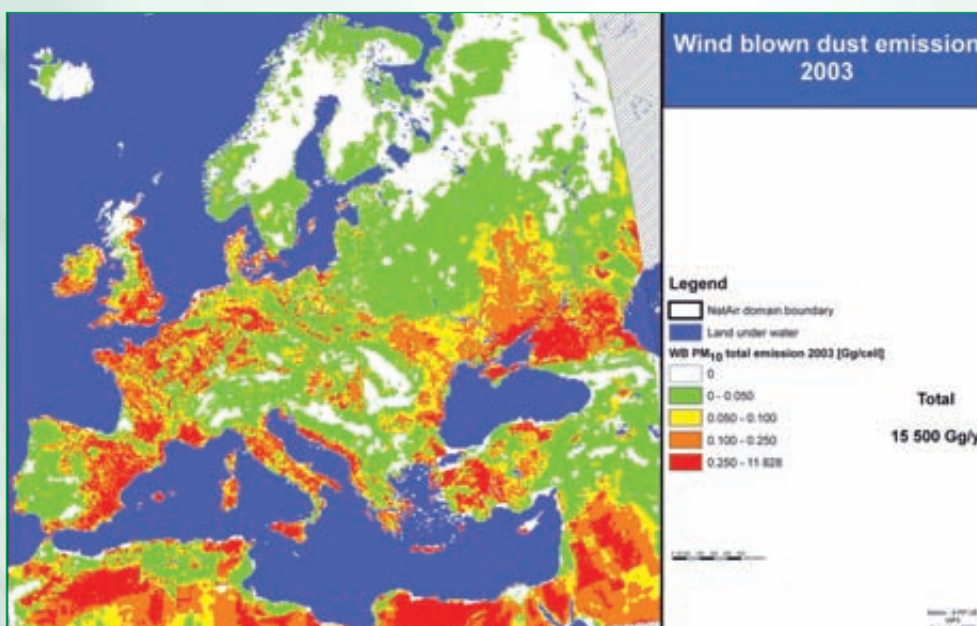 Wind blown dust emission
2003
Legend
NatAir domain boundary
Land under water
WB PM₁₀ total emission 2003 [Gg/cell]
0
0 - 0.050
0.050 - 0.100
0.100 - 0.250
0.250 - 11 828
Total
15 500 Gg/y